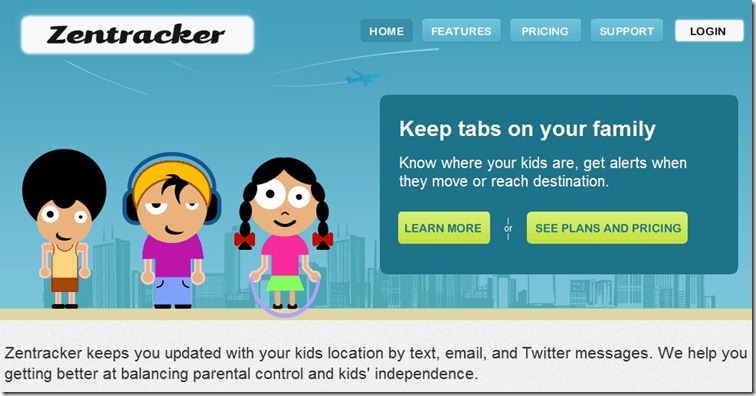 Zentracker
HOME
FEATURES
PRICING
SUPPORT
LOGIN
Keep tabs on your family
Know where your kids are, get alerts when
they move or reach destination.
LEARN MORE
or
SEE PLANS AND PRICING
Zentracker keeps you updated with your kids location by text, email, and Twitter messages. We help you
getting better at balancing parental control and kids' independence.